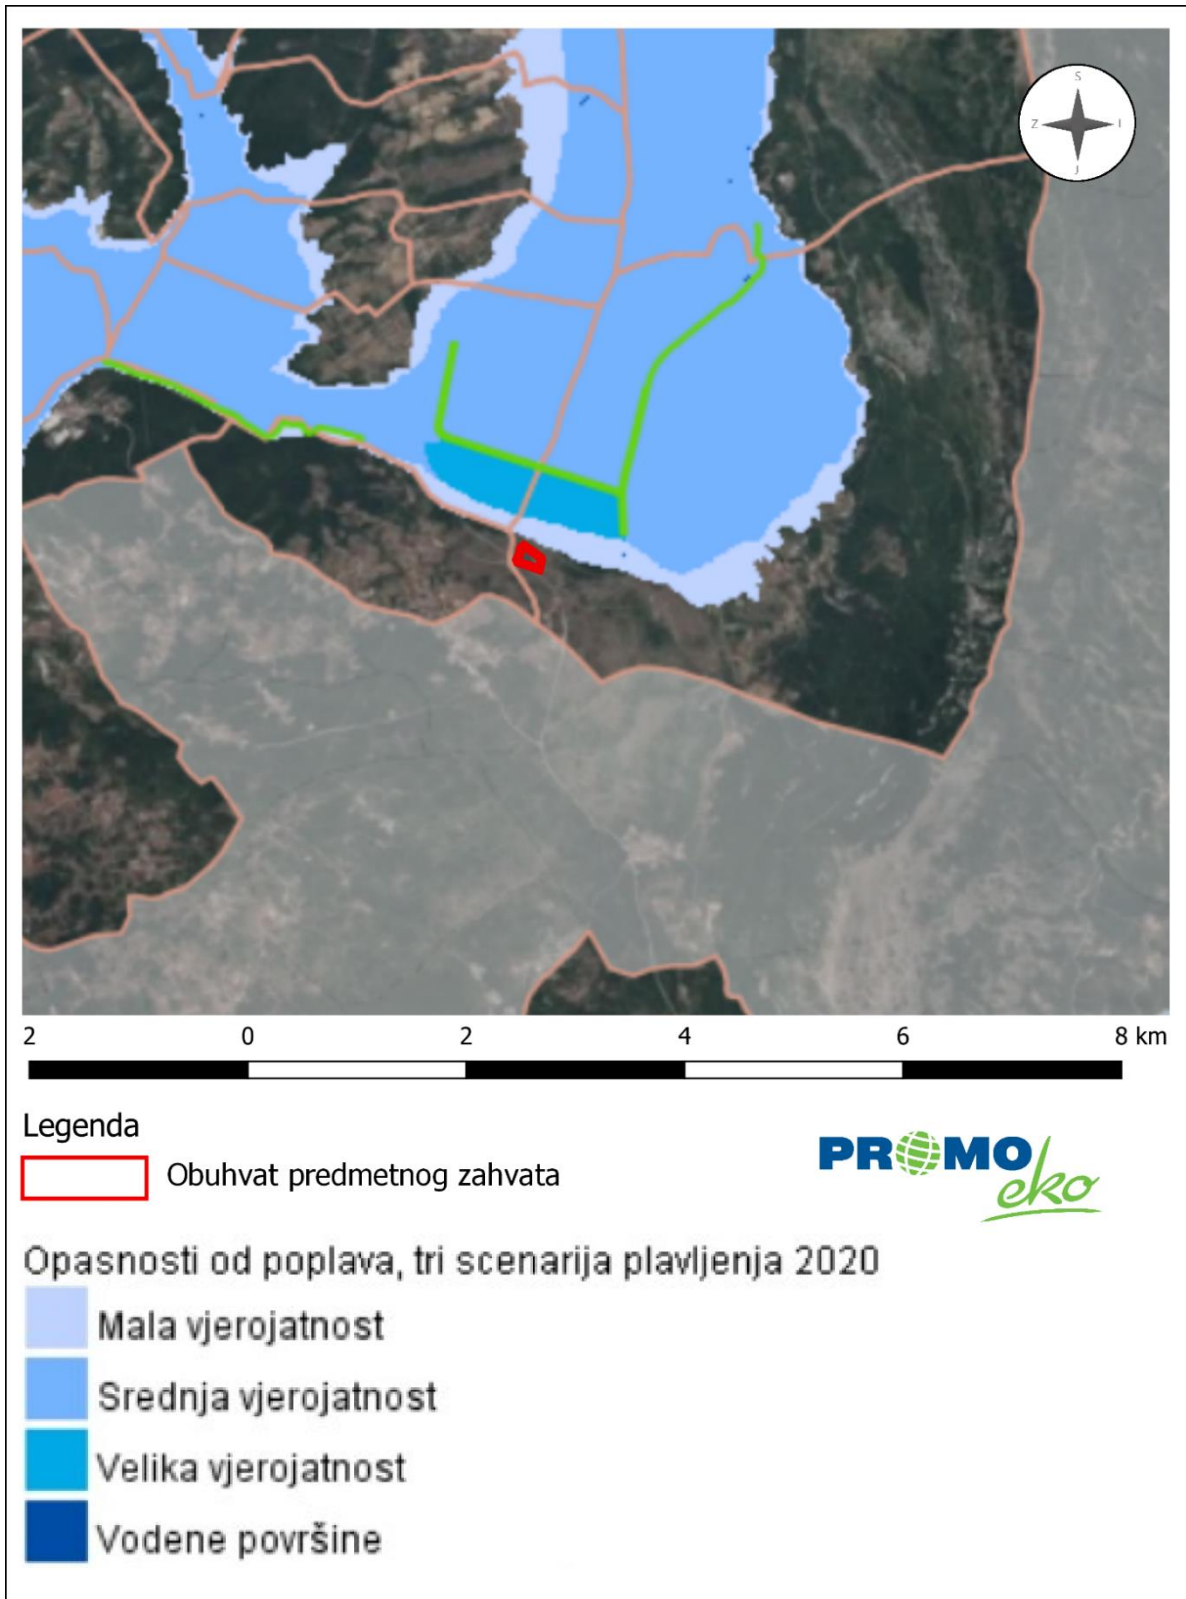 S
Z I
J
2 0 2 4 6 8 km
Legenda
Obuhvat predmetnog zahvata
PROMO
eko
Opasnosti od poplava, tri scenarija plavljenja 2020
Mala vjerojatnost
Srednja vjerojatnost
Velika vjerojatnost
Vodene površine